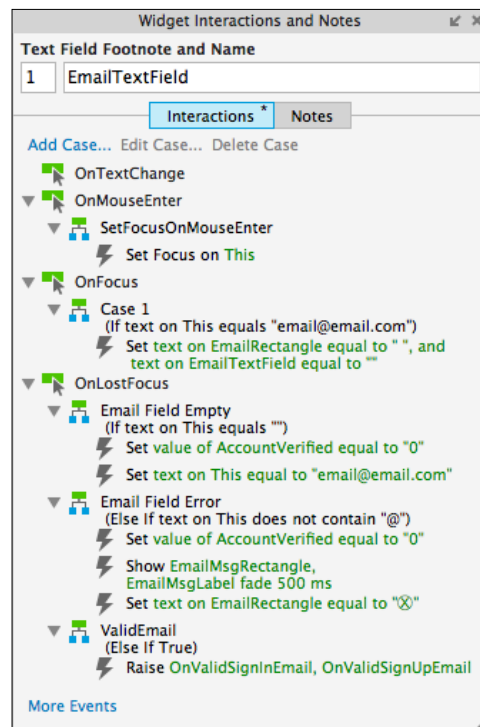 Widget Interactions and Notes
Text Field Footnote and Name
1 EmailTextField
Interactions * Notes
Add Case... Edit Case... Delete Case
OnTextChange
OnMouseEnter
SetFocusOnMouseEnter
Set Focus on This
OnFocus
Case 1
(If text on This equals "email@email.com")
Set text on EmailRectangle equal to " ", and
text on EmailTextField equal to ""
OnLostFocus
Email Field Empty
(If text on This equals "")
Set value of AccountVerified equal to "0"
Set text on This equal to "email@email.com"
Email Field Error
(Else If text on This does not contain "@")
Set value of AccountVerified equal to "0"
Show EmailMsgRectangle,
EmailMsgLabel fade 500 ms
Set text on EmailRectangle equal to "ⓧ"
ValidEmail
(Else If True)
Raise OnValidSignInEmail, OnValidSignUpEmail
More Events